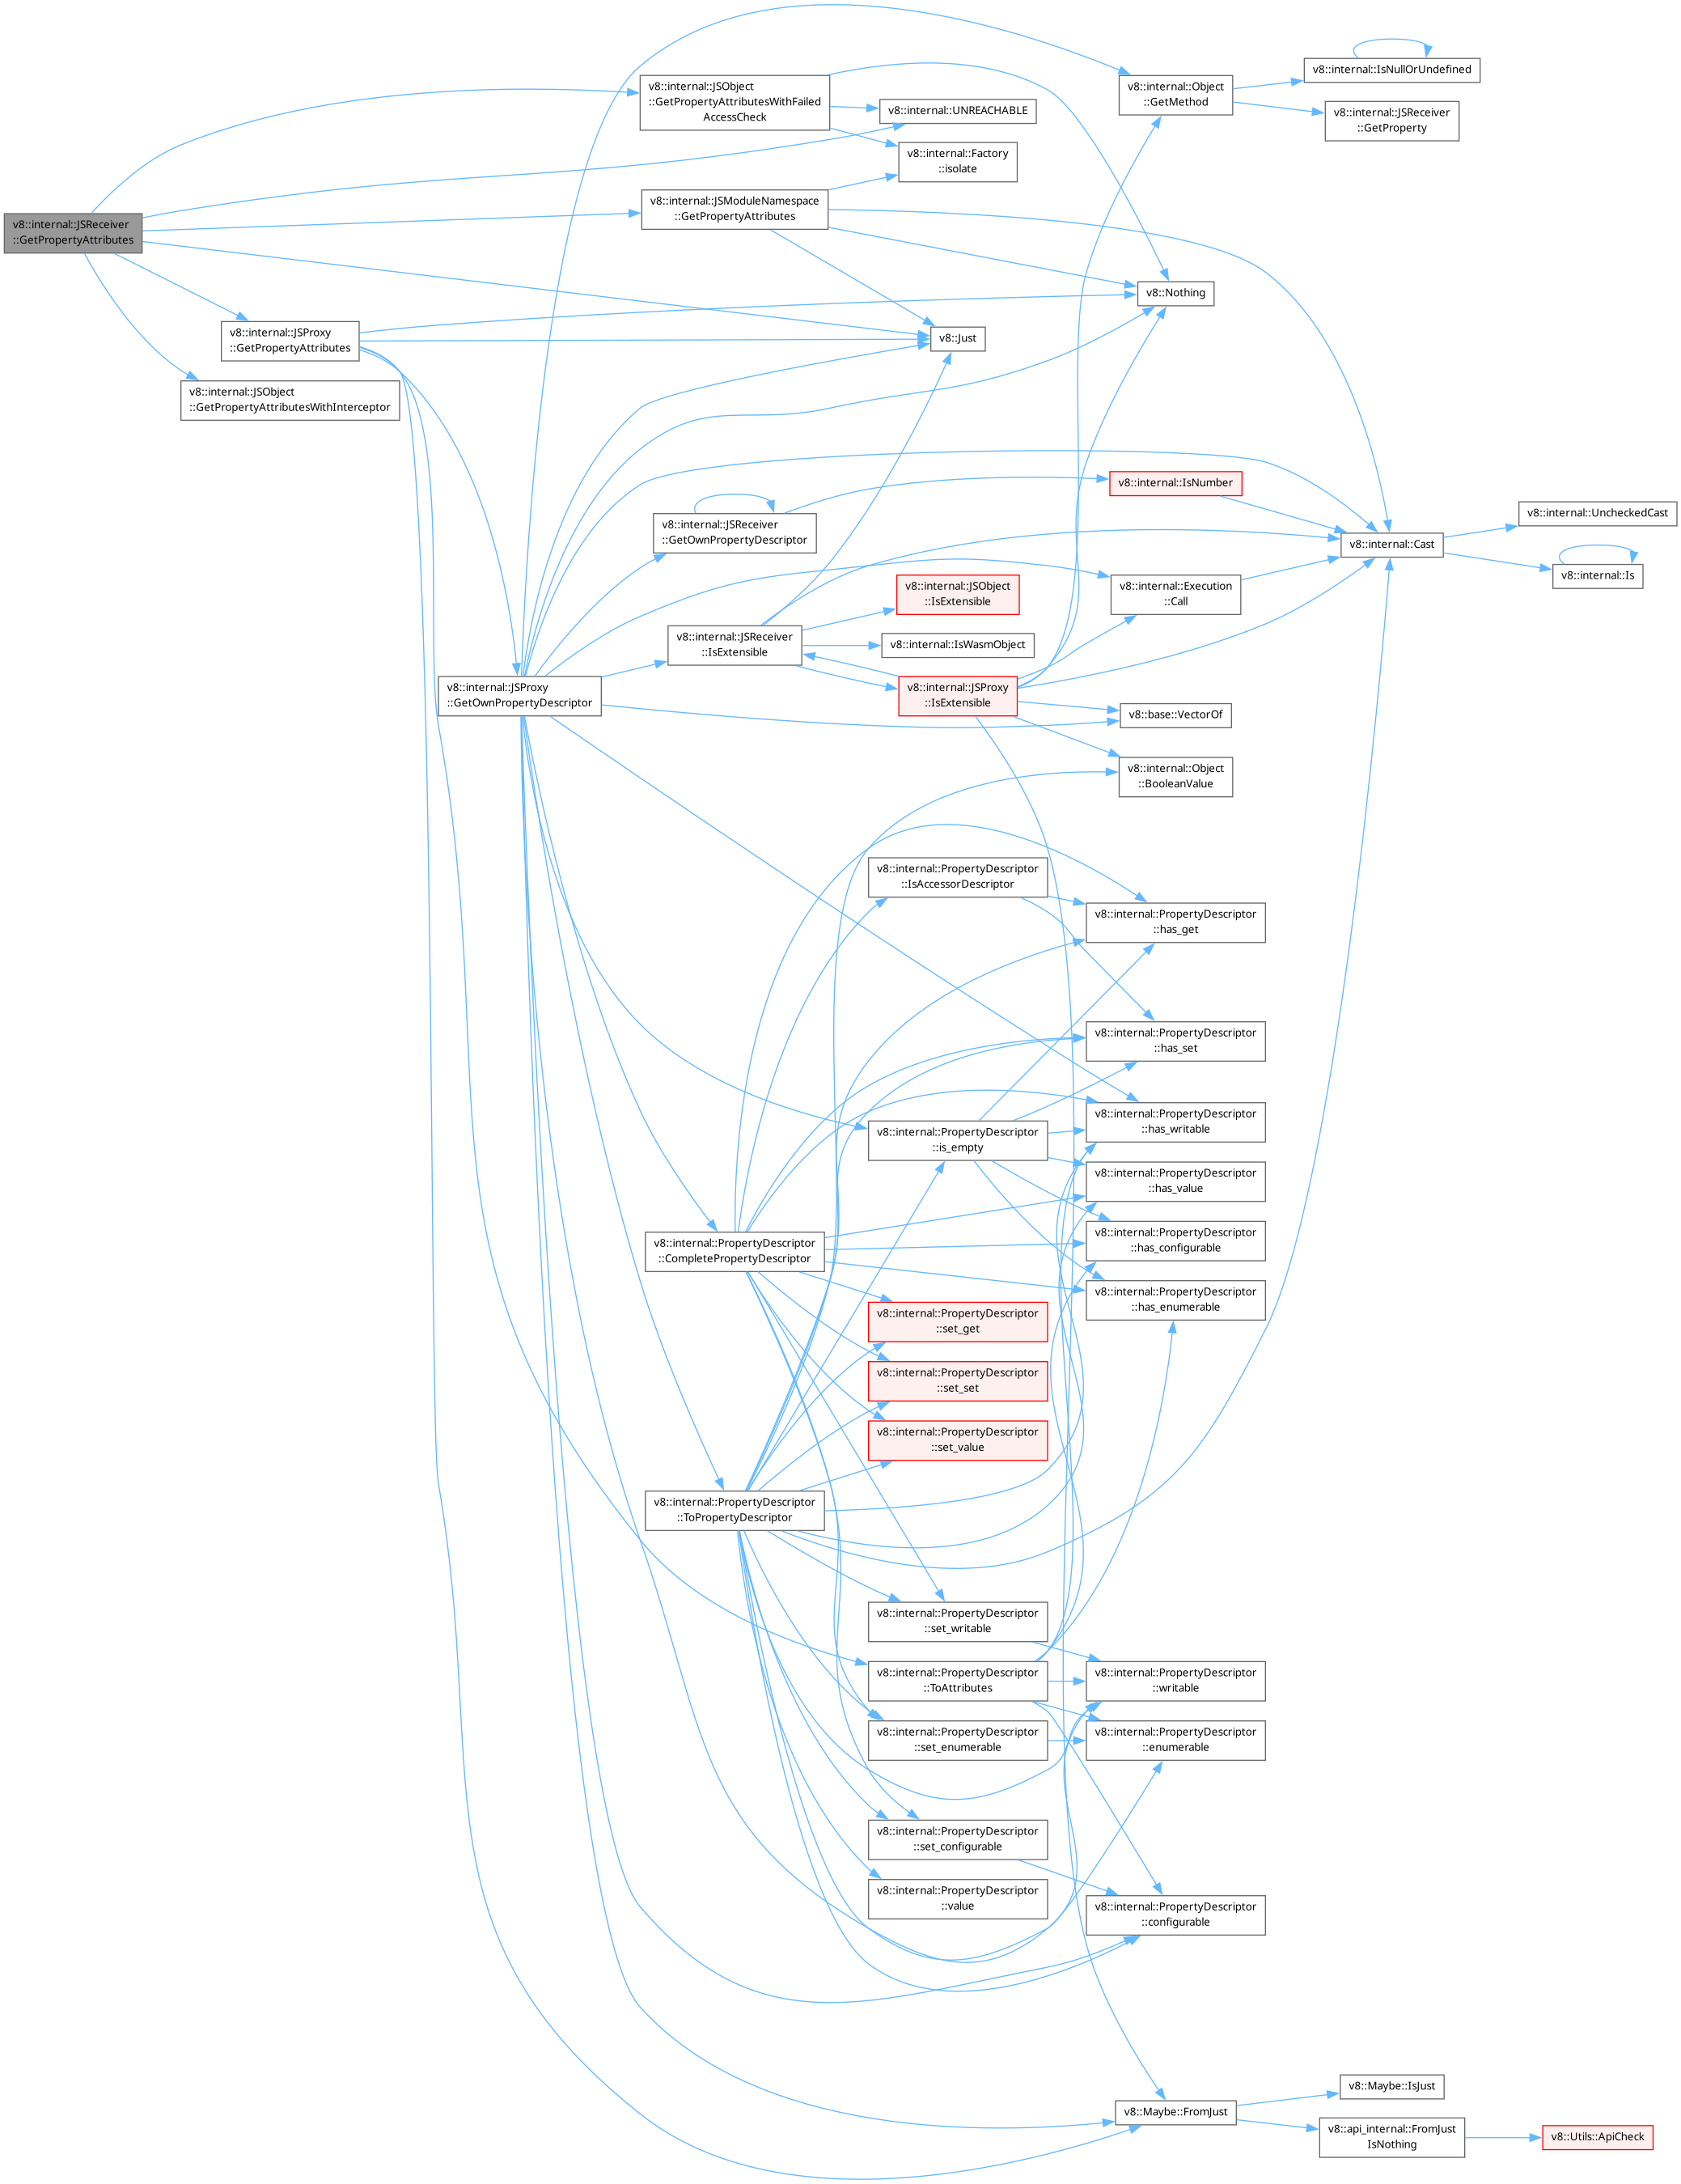 v8::internal::JSReceiver
::GetPropertyAttributes
v8::internal::JSObject
::GetPropertyAttributesWithFailed
AccessCheck
v8::internal::UNREACHABLE
v8::internal::Factory
::isolate
v8::internal::JSModuleNamespace
::GetPropertyAttributes
v8::internal::Object
::GetMethod
v8::internal::IsNullOrUndefined
v8::internal::JSReceiver
::GetProperty
v8::Nothing
v8::Just
v8::internal::JSProxy
::GetPropertyAttributes
v8::internal::JSObject
::GetPropertyAttributesWithInterceptor
v8::internal::JSReceiver
::GetOwnPropertyDescriptor
v8::internal::IsNumber
v8::internal::Cast
v8::internal::UncheckedCast
v8::internal::Is
v8::internal::JSObject
::IsExtensible
v8::internal::Execution
::Call
v8::internal::JSReceiver
::IsExtensible
v8::internal::IsWasmObject
v8::internal::JSProxy
::GetOwnPropertyDescriptor
v8::internal::JSProxy
::IsExtensible
v8::base::VectorOf
v8::internal::Object
::BooleanValue
v8::internal::PropertyDescriptor
::IsAccessorDescriptor
v8::internal::PropertyDescriptor
::has_get
v8::internal::PropertyDescriptor
::has_set
v8::internal::PropertyDescriptor
::is_empty
v8::internal::PropertyDescriptor
::has_writable
v8::internal::PropertyDescriptor
::has_value
v8::internal::PropertyDescriptor
::CompletePropertyDescriptor
v8::internal::PropertyDescriptor
::has_configurable
v8::internal::PropertyDescriptor
::has_enumerable
v8::internal::PropertyDescriptor
::set_get
v8::internal::PropertyDescriptor
::set_set
v8::internal::PropertyDescriptor
::set_value
v8::internal::PropertyDescriptor
::ToPropertyDescriptor
v8::internal::PropertyDescriptor
::set_writable
v8::internal::PropertyDescriptor
::ToAttributes
v8::internal::PropertyDescriptor
::writable
v8::internal::PropertyDescriptor
::set_enumerable
v8::internal::PropertyDescriptor
::enumerable
v8::internal::PropertyDescriptor
::set_configurable
v8::internal::PropertyDescriptor
::value
v8::internal::PropertyDescriptor
::configurable
v8::Maybe::FromJust
v8::Maybe::IsJust
v8::api_internal::FromJust
IsNothing
v8::Utils::ApiCheck